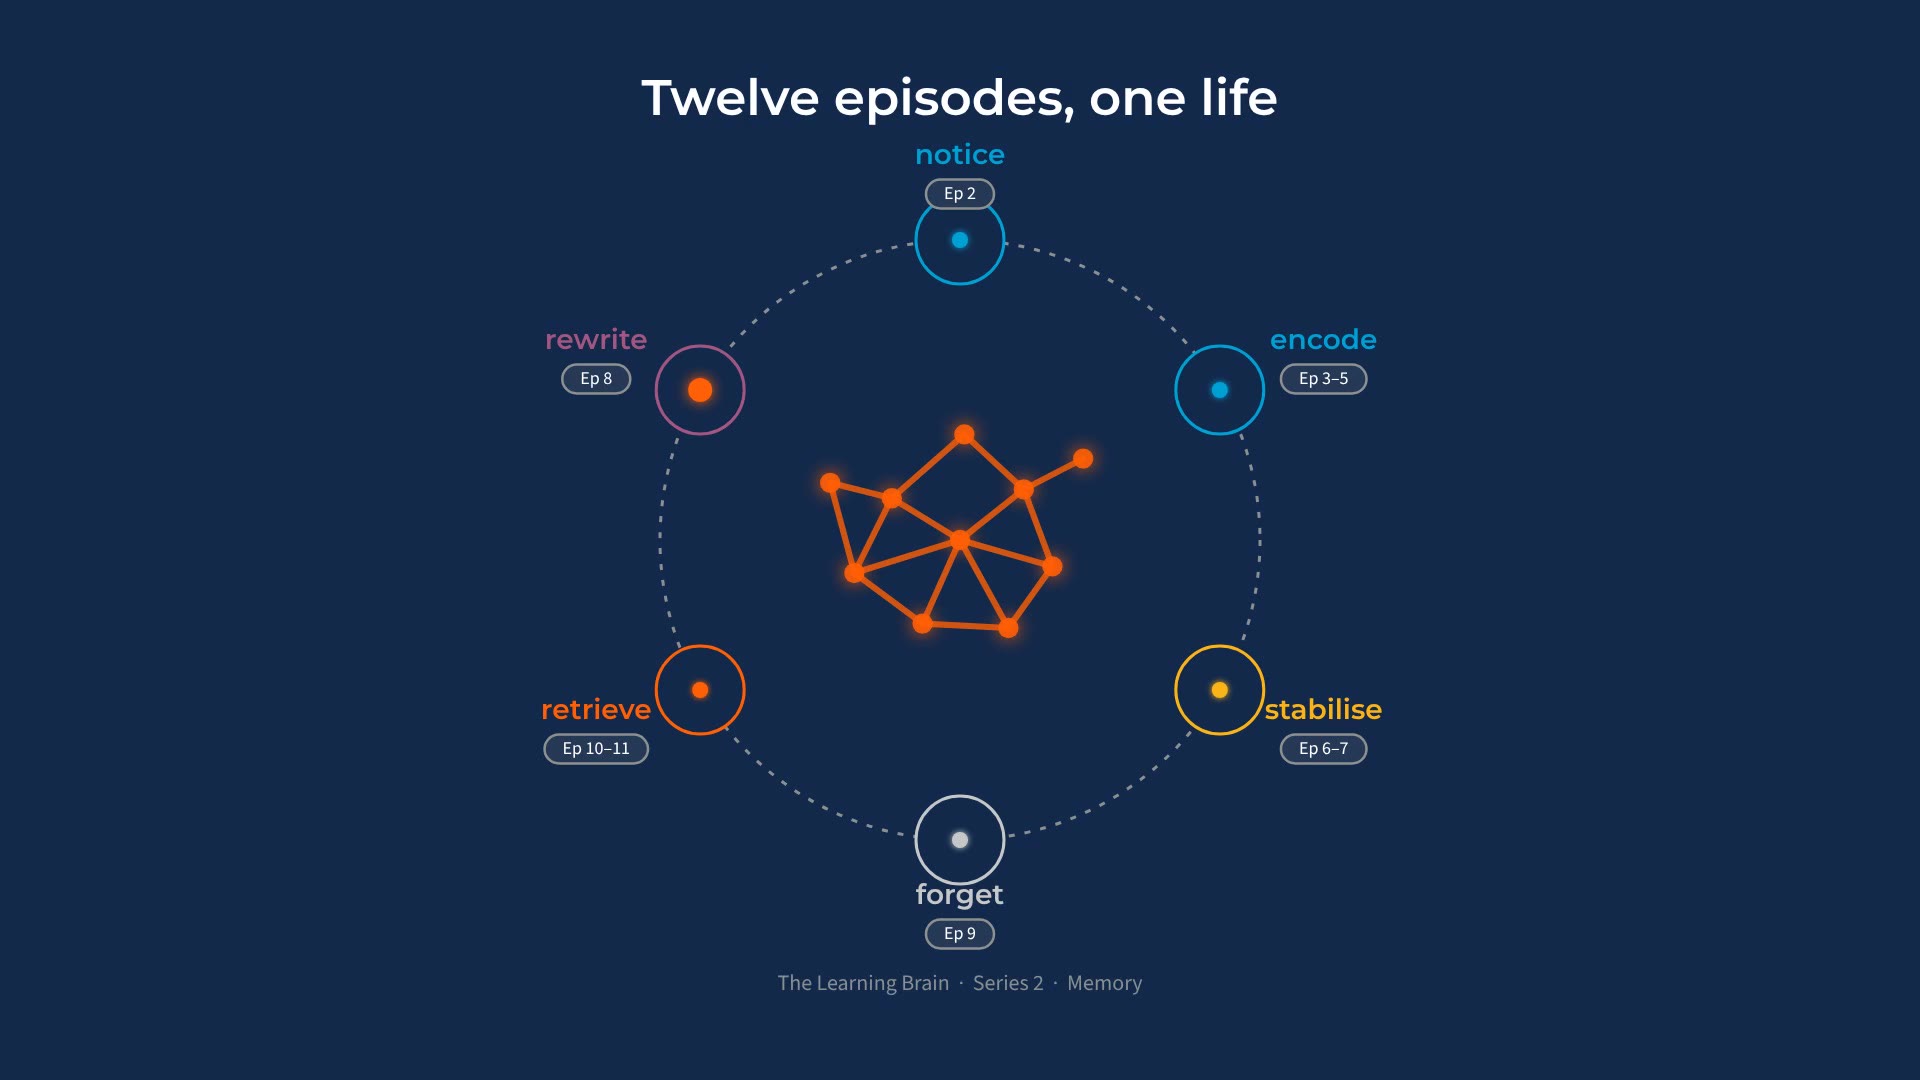 Twelve episodes, one life
notice
Ep 2
rewrite
Ep 8
encode
Ep 3–5
retrieve
Ep 10–11
stabilise
Ep 6–7
forget
Ep 9
The Learning Brain · Series 2 · Memory